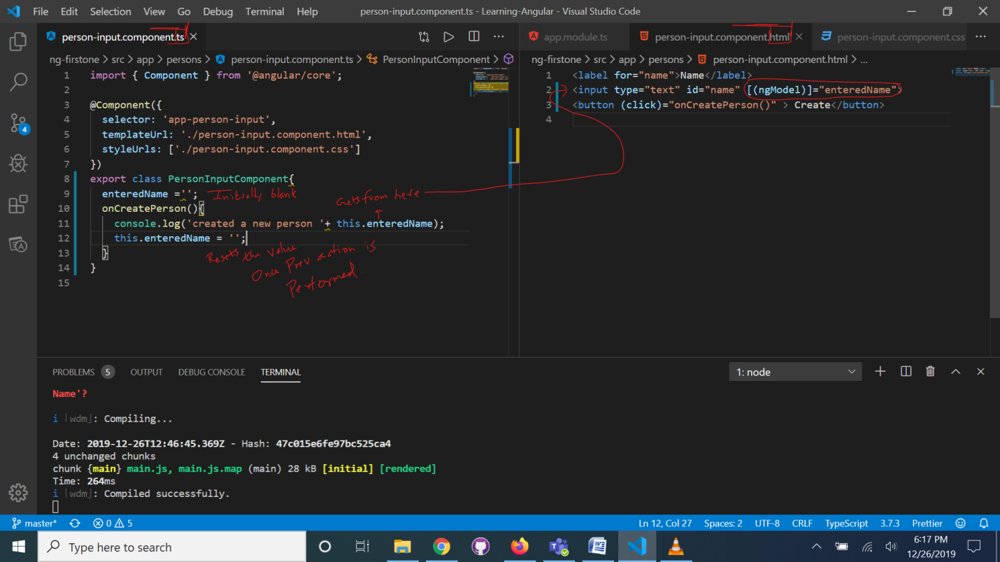 File Edit Selection View Go Debug Terminal Help person-input.component.ts - Learning-Angular - Visual Studio Code
person-input.component.ts
ng-firstone > src > app > persons > person-input.component.ts > PersonInputComponent >
1 import { Component } from '@angular/core';
2
3 @Component({
4 selector: 'app-person-input',
5 templateUrl: './person-input.component.html',
6 styleUrls: ['./person-input.component.css']
7 })
8 export class PersonInputComponent{
9 enteredName =''; Initially blank
Gets from here
10 onCreatePerson(){
11 console.log('created a new person '+ this.enteredName);
12 this.enteredName = '';
13 }
14 }
15
Resets the value
Once Prev action is
Performed.
app.module.ts person-input.component.html person-input.component.css
ng-firstone > src > app > persons > person-input.component.html > ...
1 <label for="name">Name</label>
2 <input type="text" id="name" [(ngModel)]="enteredName">
3 <button (click)="onCreatePerson()" > Create</button>
4
4
PROBLEMS 5 OUTPUT DEBUG CONSOLE TERMINAL 1: node
Name'?
i ｢wdm｣: Compiling...
Date: 2019-12-26T12:46:45.369Z - Hash: 47c015e6fe97bc525ca4
4 unchanged chunks
chunk {main} main.js, main.js.map (main) 28 kB [initial] [rendered]
Time: 264ms
i ｢wdm｣: Compiled successfully.
master* 0 5 Ln 12, Col 27 Spaces: 2 UTF-8 CRLF TypeScript 3.7.3 Prettier
Type here to search
6:17 PM
12/26/2019